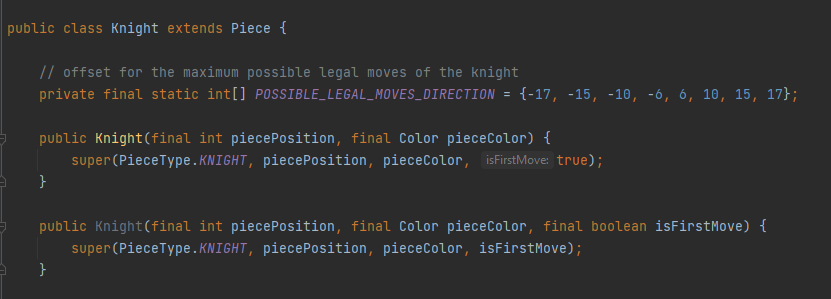 public class Knight extends Piece {
// offset for the maximum possible legal moves of the knight
private final static int[] POSSIBLE_LEGAL_MOVES_DIRECTION = {-17, -15, -10, -6, 6, 10, 15, 17};
public Knight(final int piecePosition, final Color pieceColor) {
super(PieceType.KNIGHT, piecePosition, pieceColor, isFirstMove: true);
}
public Knight(final int piecePosition, final Color pieceColor, final boolean isFirstMove) {
super(PieceType.KNIGHT, piecePosition, pieceColor, isFirstMove);
}